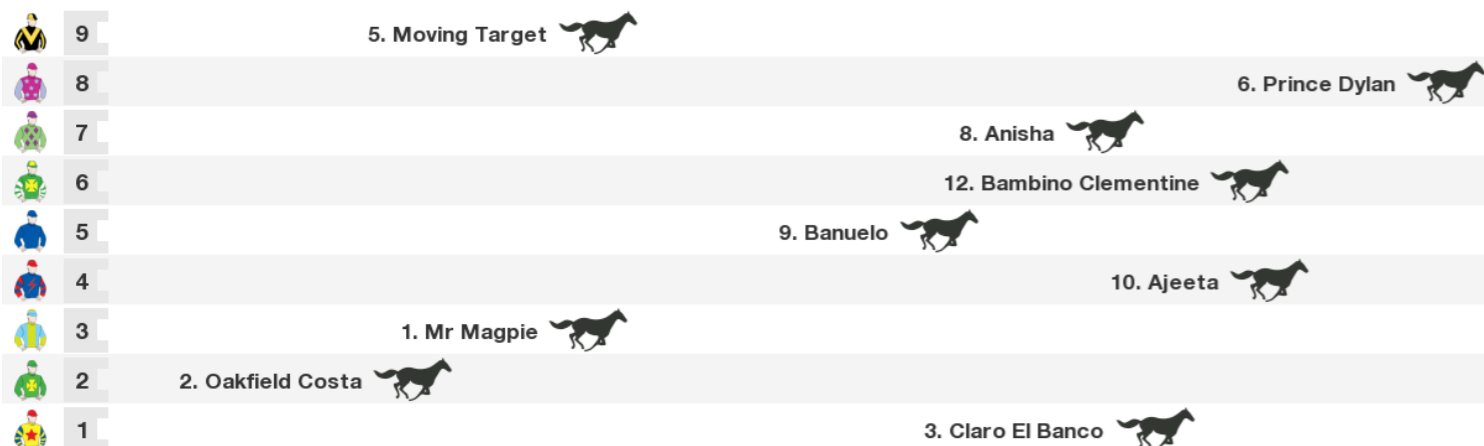 9 5. Moving Target
8 6. Prince Dylan
7 8. Anisha
6 12. Bambino Clementine
5 9. Banuelo
4 10. Ajeeta
3 1. Mr Magpie
2 2. Oakfield Costa
1 3. Claro El Banco